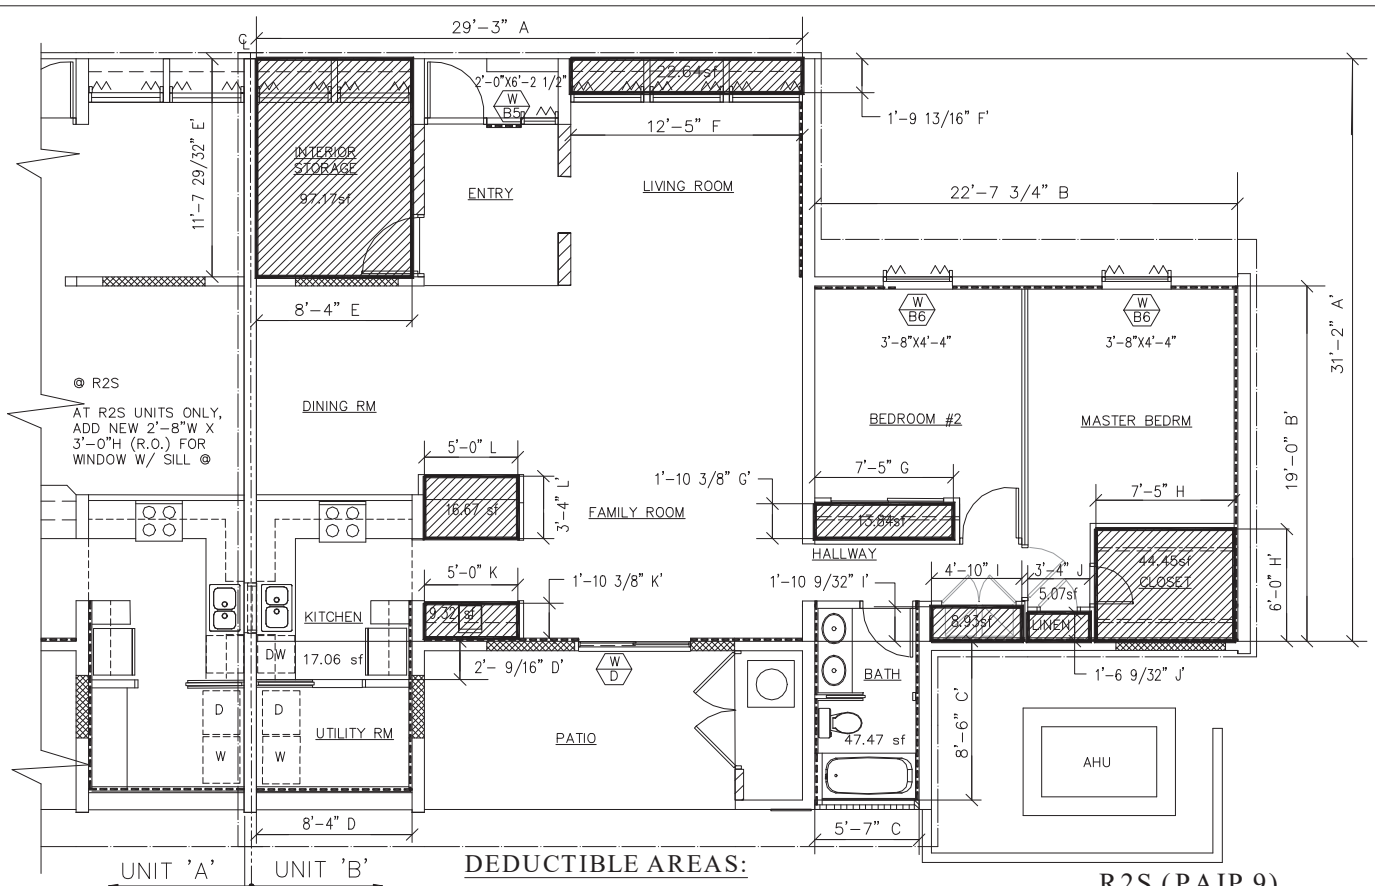 29'-3" A
℄
22.64sf
2'-0"X6'-2 1/2"
W
B5
1'-9 13/16" F'
12'-5" F
11'-7 29/32" E'
INTERIOR
STORAGE
97.17sf
ENTRY
LIVING ROOM
22'-7 3/4" B
8'-4" E
W
B6
3'-8"X4'-4"
W
B6
3'-8"X4'-4"
31'-2" A'
@ R2S
AT R2S UNITS ONLY,
ADD NEW 2'-8"W X
3'-0"H (R.O.) FOR
WINDOW W/ SILL @
DINING RM
BEDROOM #2
MASTER BEDRM
19'-0" B'
5'-0" L
1'-10 3/8" G'
7'-5" G
7'-5" H
16.67 sf
3'-4" L'
FAMILY ROOM
13.84sf
HALLWAY
44.45sf
CLOSET
6'-0" H'
5'-0" K
1'-10 3/8" K'
1'-10 9/32" I'
4'-10" I
3'-4" J
5.07sf
9.32 sf
8.93sf
LINEN
KITCHEN
DW
17.06 sf
2'- 9/16" D'
W
D
BATH
1'-6 9/32" J'
D
D
UTILITY RM
W
W
PATIO
47.47 sf
8'-6" C'
AHU
8'-4" D
5'-7" C
UNIT 'A'
UNIT 'B'
DEDUCTIBLE AREAS:
R2S (PAIP 9)